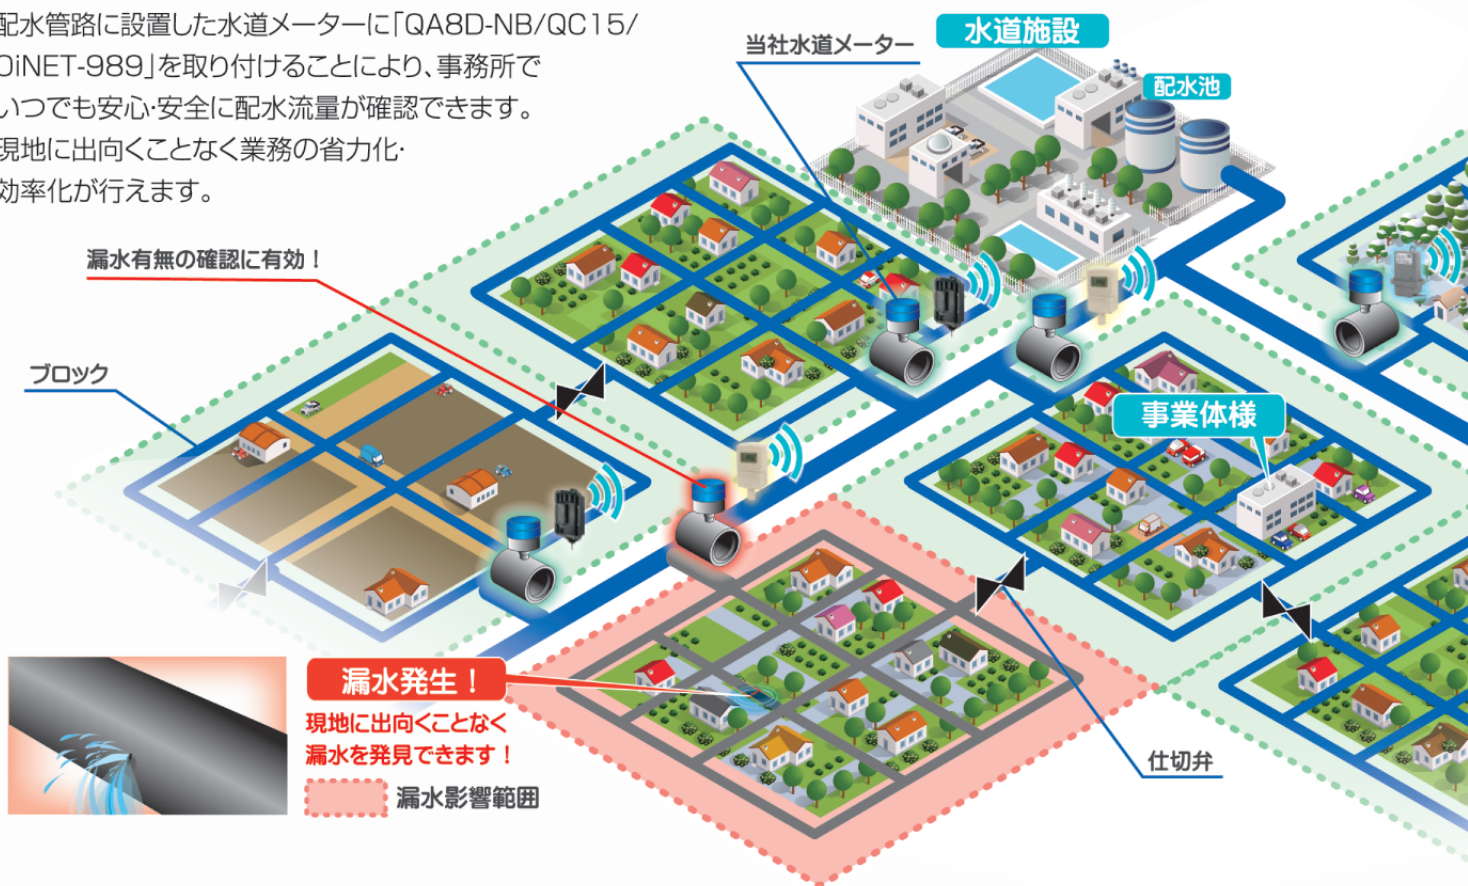 配水管路に設置した水道メーターに「QA8D-NB/QC15/
OiNET-989」を取り付けることにより、事務所で
いつでも安心・安全に配水流量が確認できます。
現地に出向くことなく業務の省力化・
効率化が行えます。
当社水道メーター
水道施設
配水池
漏水有無の確認に有効！
ブロック
事業体様
漏水発生！
現地に出向くことなく
漏水を発見できます！
漏水影響範囲
仕切弁